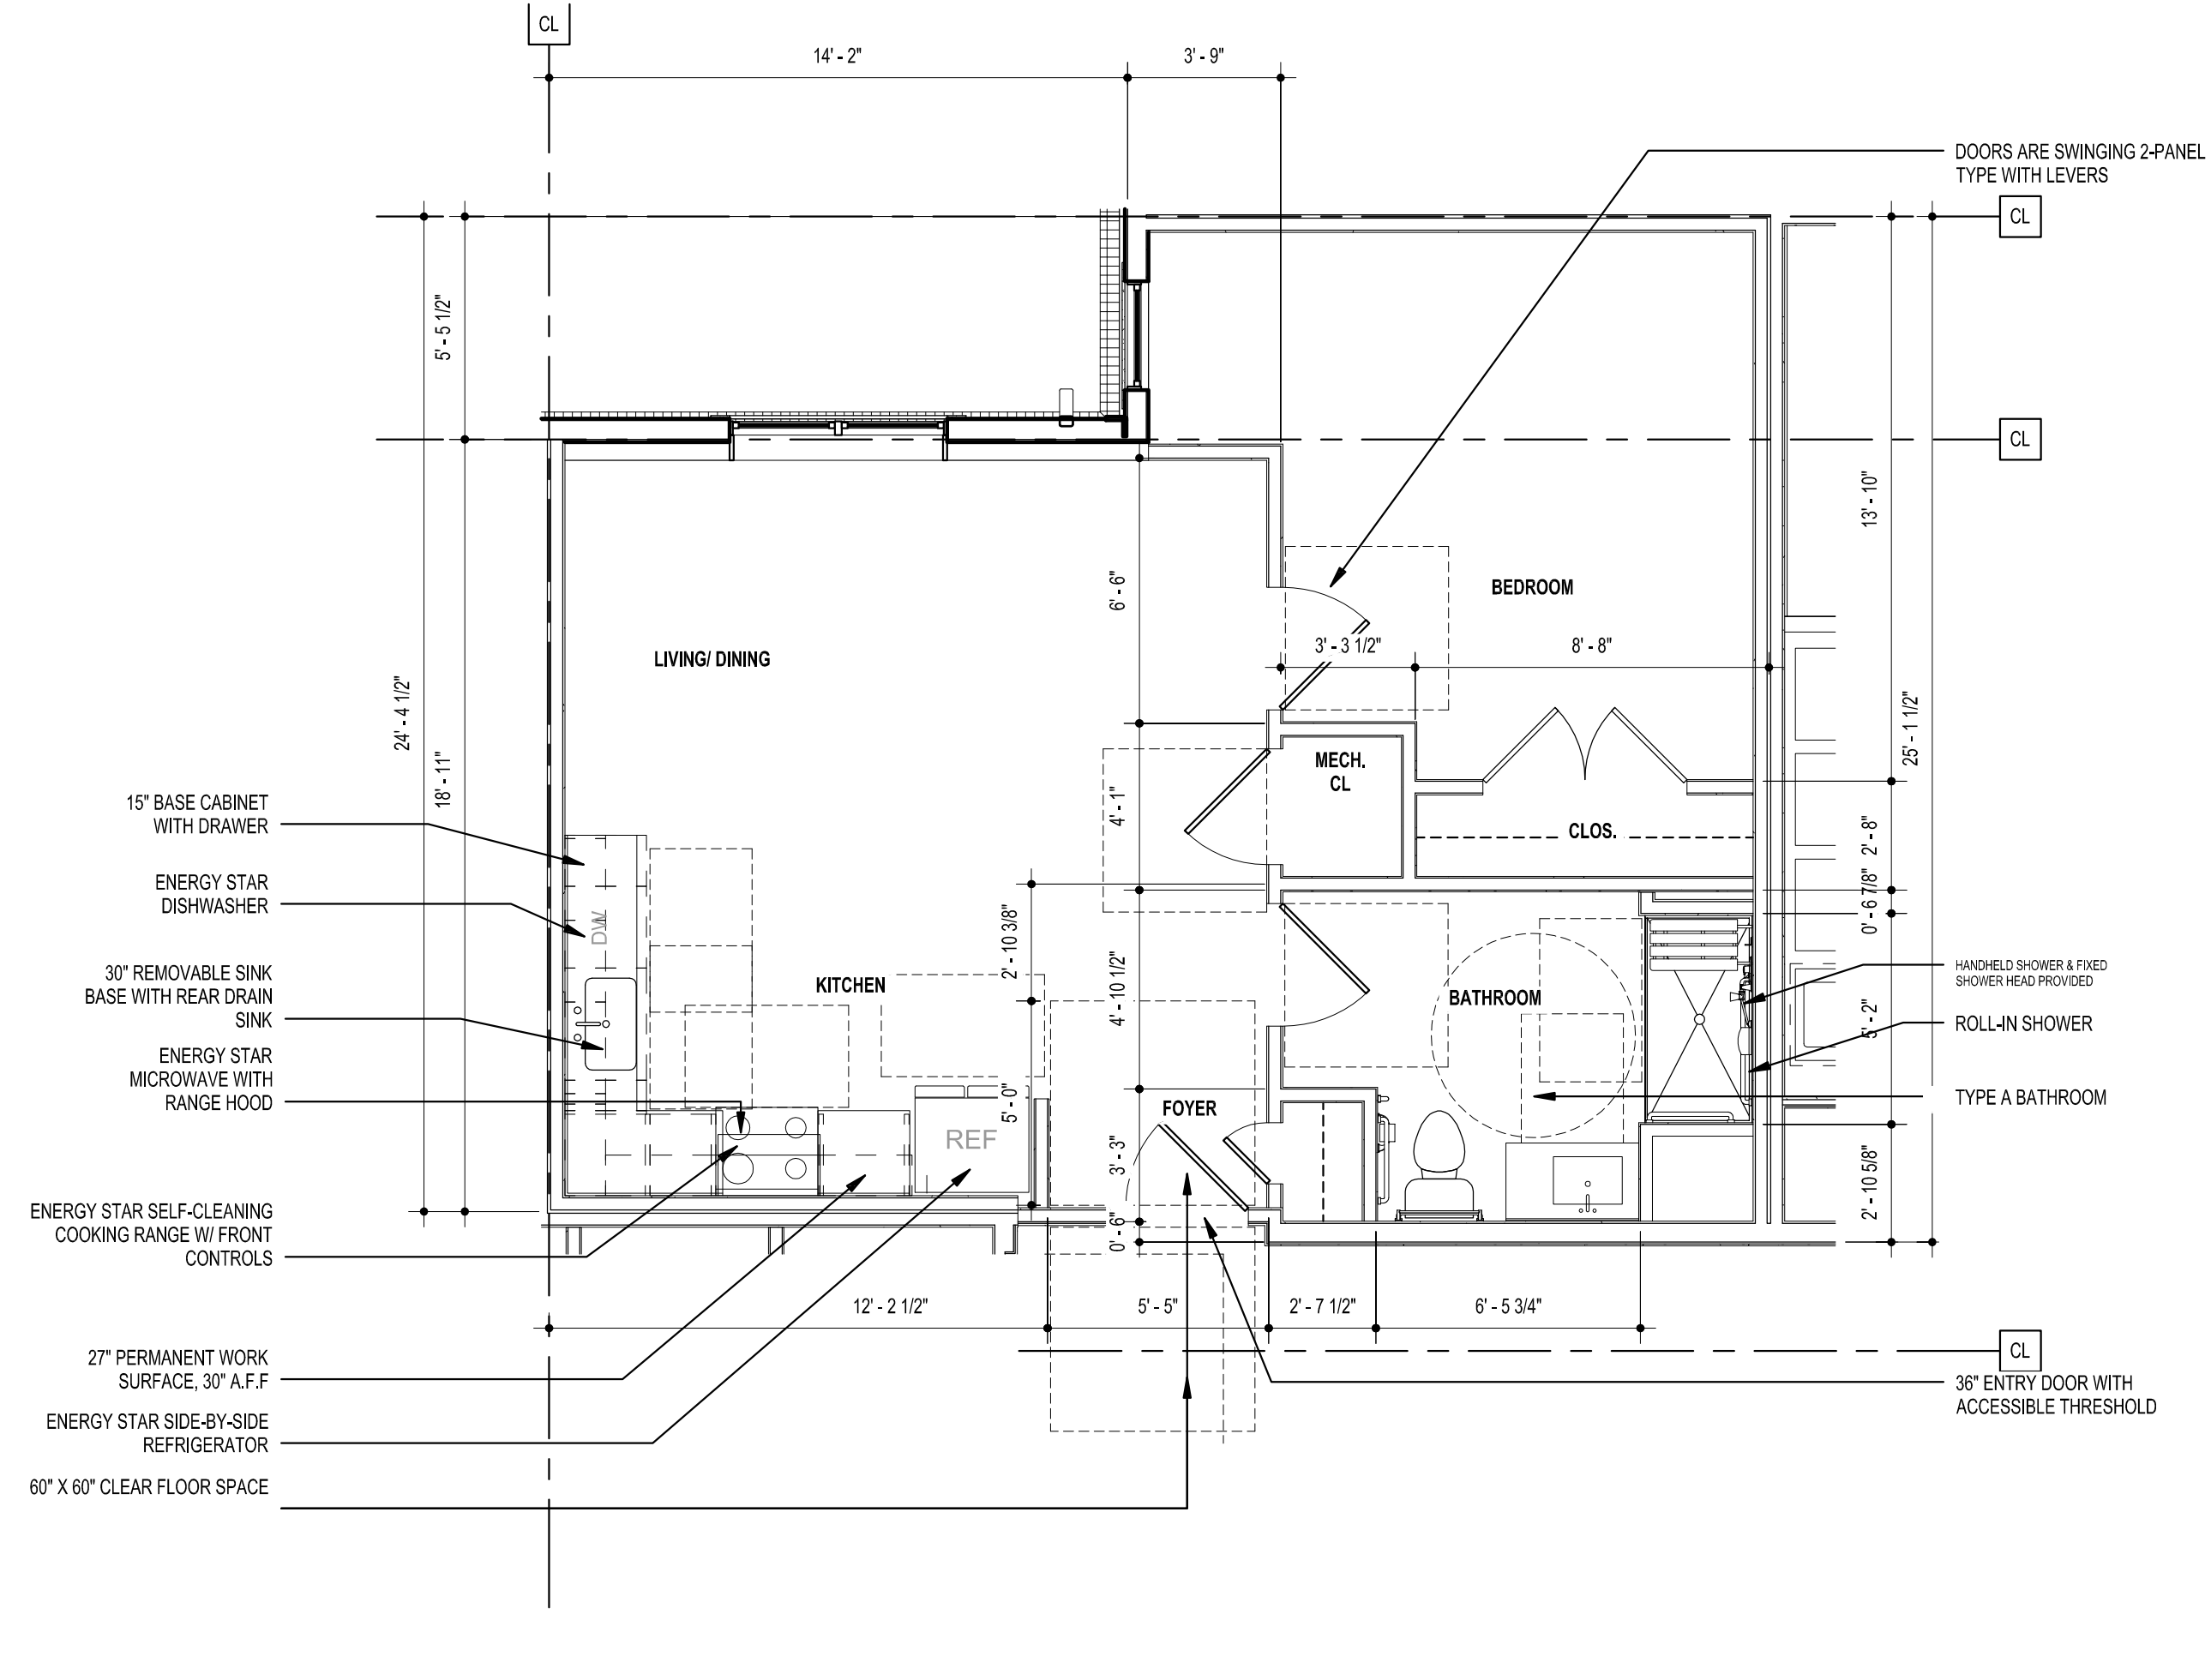 CL
14' - 2"
3' - 9"
DOORS ARE SWINGING 2-PANEL
TYPE WITH LEVERS
CL
5' - 5 1/2"
CL
13' - 10"
6' - 6"
BEDROOM
3' - 3 1/2"
8' - 8"
LIVING/ DINING
24' - 4 1/2"
18' - 11"
25' - 1 1/2"
MECH.
CL
4' - 1"
CLOS.
2' - 8"
0' - 6 7/8"
15" BASE CABINET
WITH DRAWER
ENERGY STAR
DISHWASHER
DW
2' - 10 3/8"
4' - 10 1/2"
30" REMOVABLE SINK
BASE WITH REAR DRAIN
SINK
KITCHEN
BATHROOM
HANDHELD SHOWER & FIXED
SHOWER HEAD PROVIDED
5' - 2"
ROLL-IN SHOWER
ENERGY STAR
MICROWAVE WITH
RANGE HOOD
5' - 0"
FOYER
TYPE A BATHROOM
REF
3' - 3"
2' - 10 5/8"
0' - 6"
ENERGY STAR SELF-CLEANING
COOKING RANGE W/ FRONT
CONTROLS
12' - 2 1/2"
5' - 5"
2' - 7 1/2"
6' - 5 3/4"
CL
27" PERMANENT WORK
SURFACE, 30" A.F.F
36" ENTRY DOOR WITH
ACCESSIBLE THRESHOLD
ENERGY STAR SIDE-BY-SIDE
REFRIGERATOR
60" X 60" CLEAR FLOOR SPACE